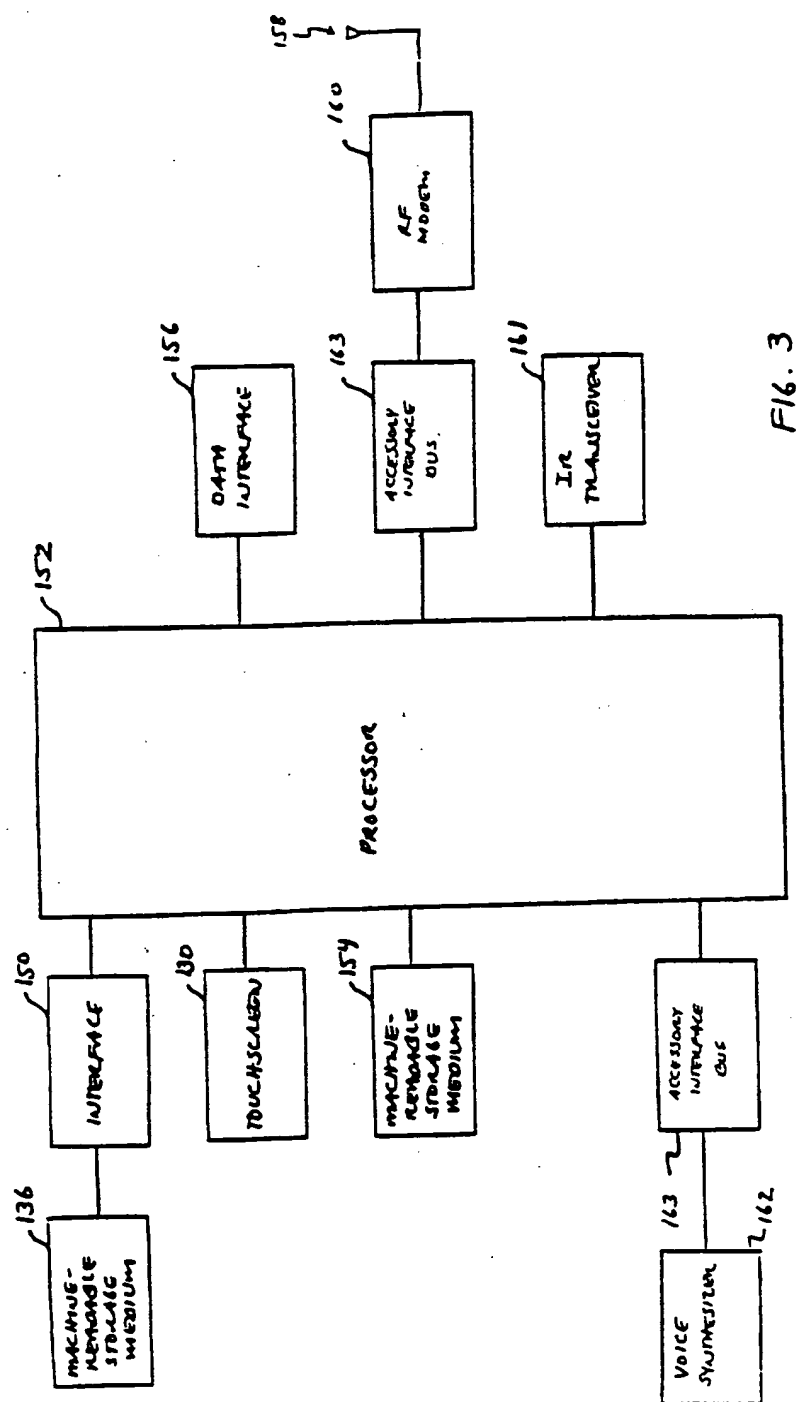 136
MACHINE-
READABLE
STORAGE
MEDIUM
150
INTERFACE
130
TOUCHSCREEN
154
MACHINE-
READABLE
STORAGE
MEDIUM
152
PROCESSOR
156
DATA
INTERFACE
163
ACCESSORY
INTERFACE
BUS
160
RF
MODEM
158
161
IR
TRANSCEIVER
ACCESSORY
INTERFACE
BUS
163
162
VOICE
SYNTHESIZER
FIG. 3